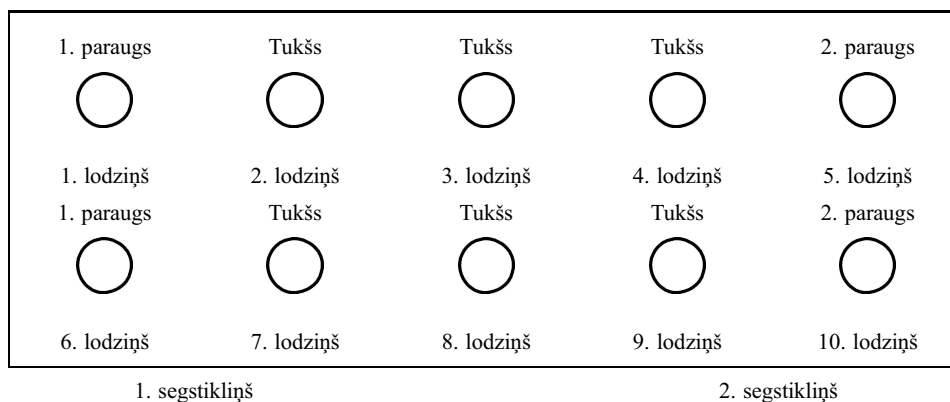 1. paraugs Tukšs Tukšs Tukšs 2. paraugs
1. lodziņš 2. lodziņš 3. lodziņš 4. lodziņš 5. lodziņš
1. paraugs Tukšs Tukšs Tukšs 2. paraugs
6. lodziņš 7. lodziņš 8. lodziņš 9. lodziņš 10. lodziņš
1. segstikliņš 2. segstikliņš